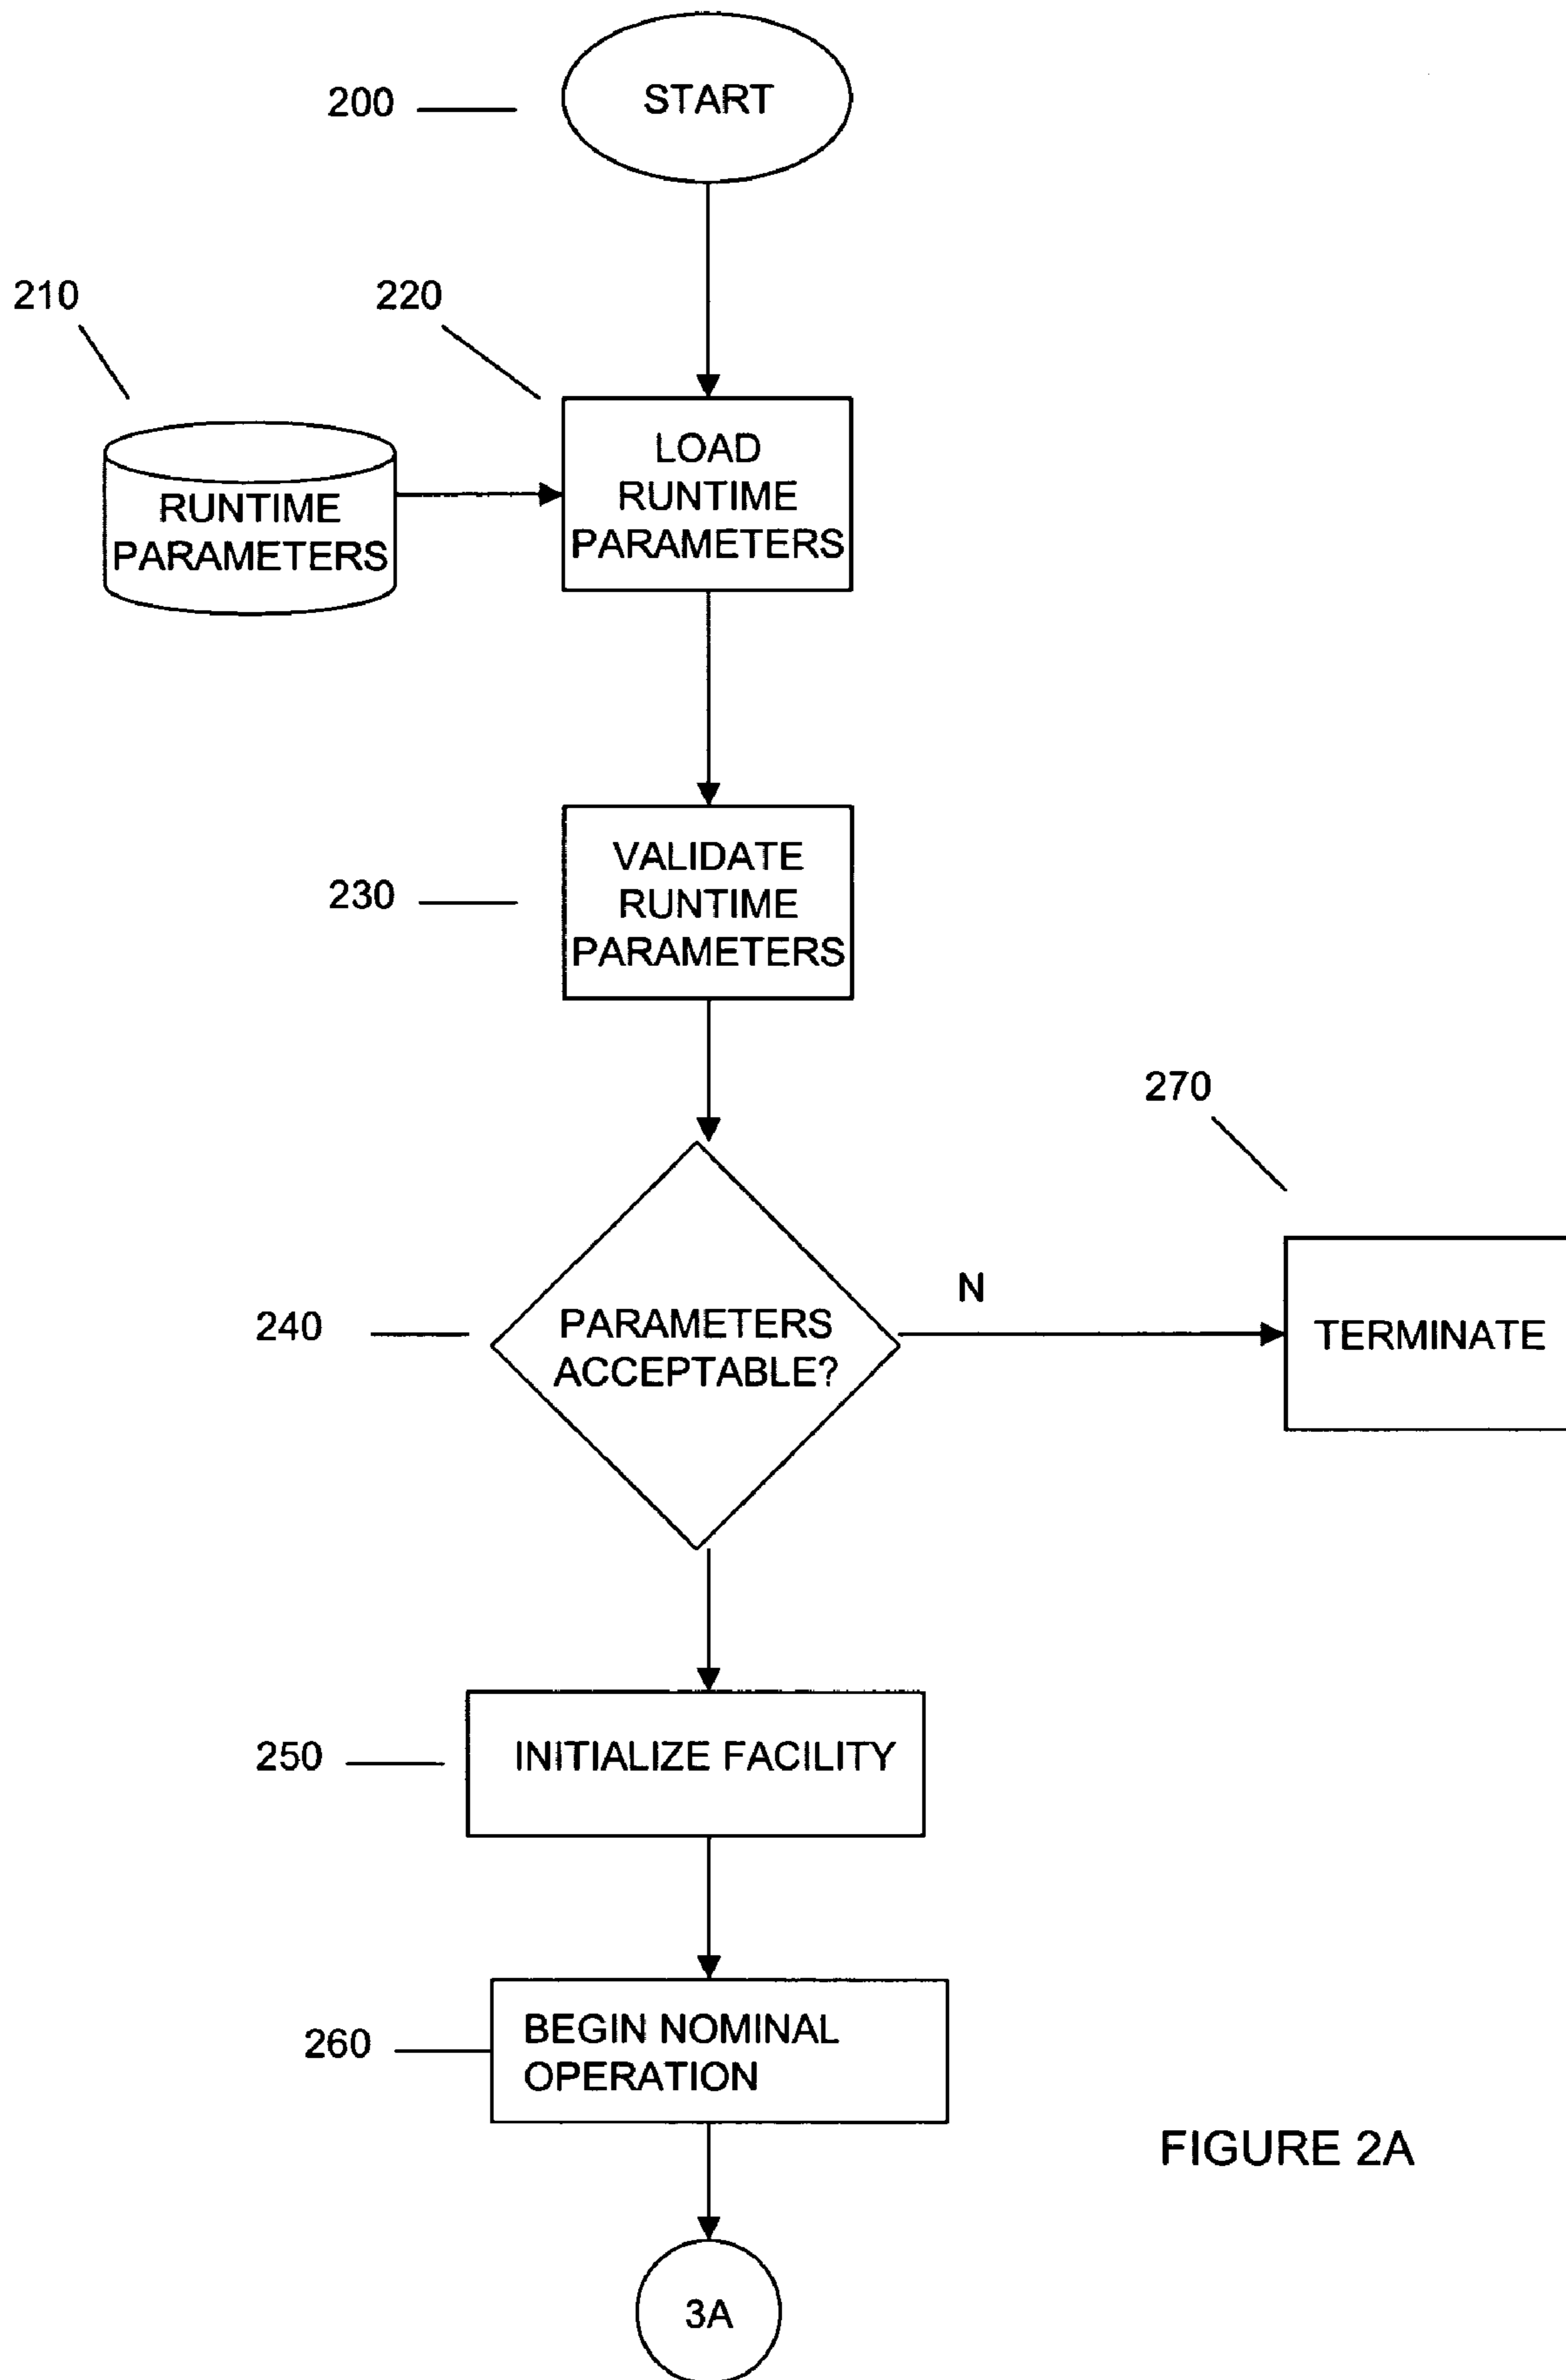 200
START
210
220
RUNTIME
PARAMETERS
LOAD
RUNTIME
PARAMETERS
230
VALIDATE
RUNTIME
PARAMETERS
270
240
PARAMETERS
ACCEPTABLE?
N
TERMINATE
250
INITIALIZE FACILITY
260
BEGIN NOMINAL
OPERATION
FIGURE 2A
3A